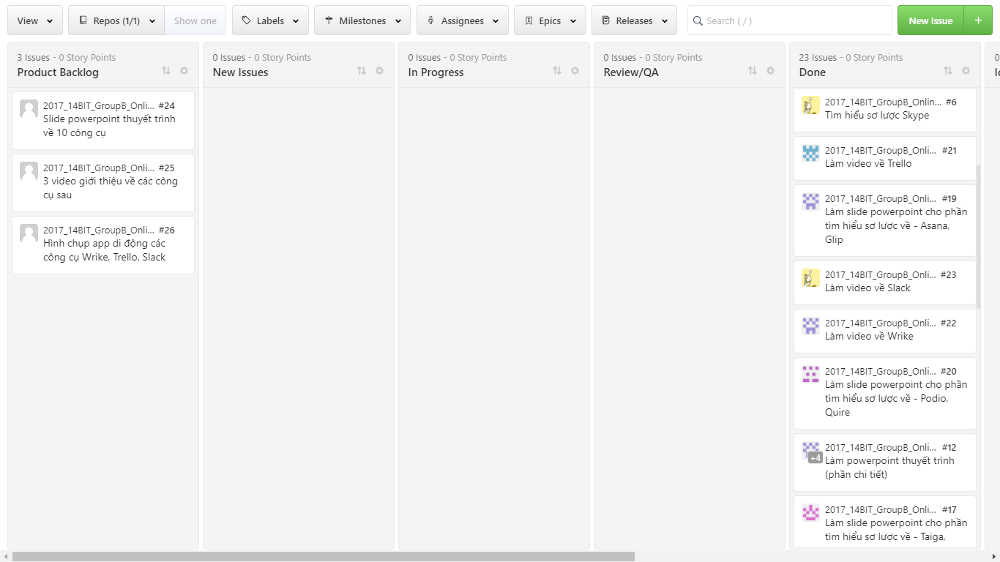 View
Repos (1/1)
Show one
Labels
Milestones
Assignees
Epics
Releases
Search ( / )
New Issue
+
3 Issues - 0 Story Points
Product Backlog
2017_14BIT_GroupB_Onli... #24
Slide powerpoint thuyết trình
về 10 công cụ
2017_14BIT_GroupB_Onli... #25
3 video giới thiệu về các công
cụ sau
2017_14BIT_GroupB_Onli... #26
Hình chụp app di động các
công cụ Wrike, Trello, Slack
0 Issues - 0 Story Points
New Issues
0 Issues - 0 Story Points
In Progress
0 Issues - 0 Story Points
Review/QA
23 Issues - 0 Story Points
Done
2017_14BIT_GroupB_Onlin... #6
Tìm hiểu sơ lược Skype
2017_14BIT_GroupB_Onli... #21
Làm video về Trello
2017_14BIT_GroupB_Onli... #19
Làm slide powerpoint cho phần
tìm hiểu sơ lược về - Asana,
Glip
2017_14BIT_GroupB_Onli... #23
Làm video về Slack
2017_14BIT_GroupB_Onli... #22
Làm video về Wrike
2017_14BIT_GroupB_Onli... #20
Làm slide powerpoint cho phần
tìm hiểu sơ lược về - Podio,
Quire
2017_14BIT_GroupB_Onli... #12
+4
Làm powerpoint thuyết trình
(phần chi tiết)
2017_14BIT_GroupB_Onli... #17
Làm slide powerpoint cho phần
tìm hiểu sơ lược về - Taiga,